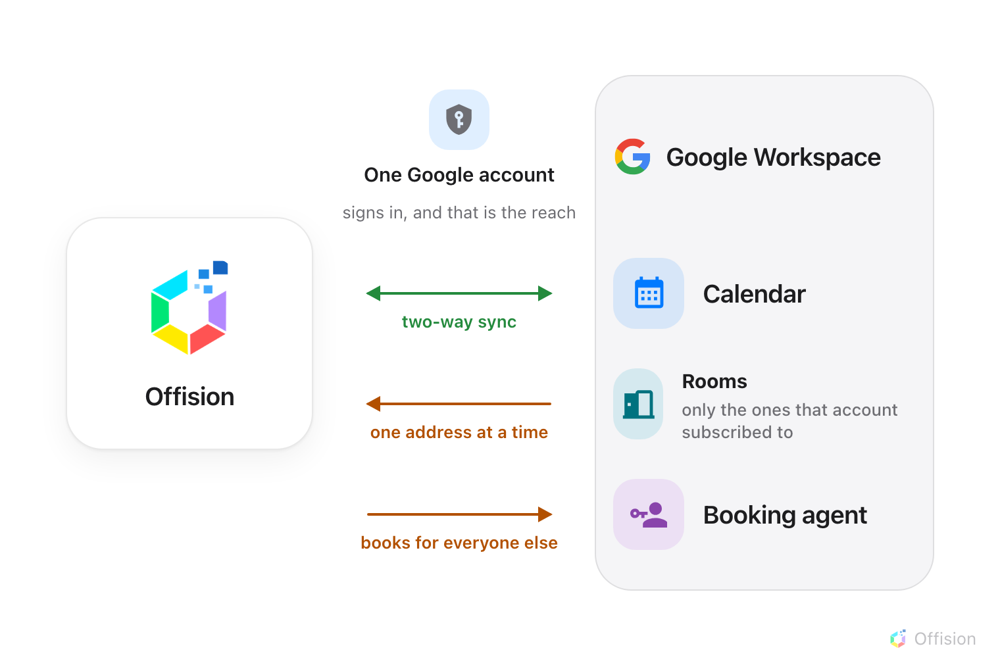 One Google account
signs in, and that is the reach
Google Workspace
Offision
two-way sync
Calendar
one address at a time
Rooms
only the ones that account
subscribed to
books for everyone else
Booking agent
Offision